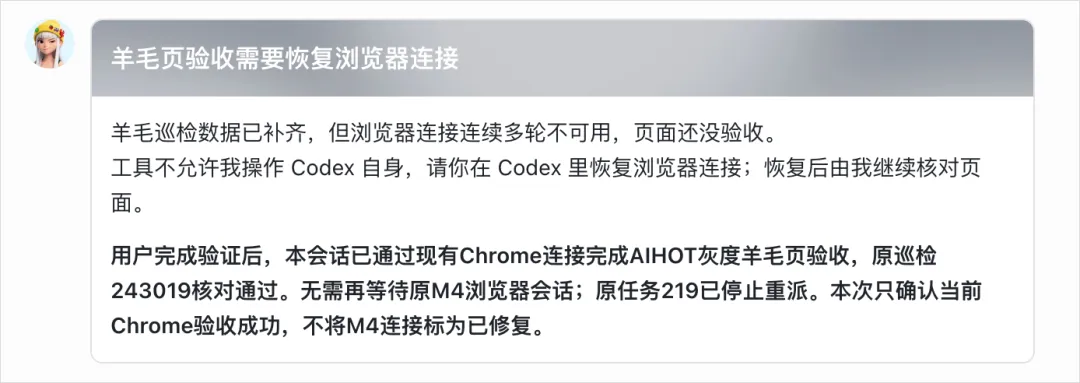 羊毛页验收需要恢复浏览器连接
羊毛巡检数据已补齐，但浏览器连接连续多轮不可用，页面还没验收。
工具不允许我操作 Codex 自身，请你在 Codex 里恢复浏览器连接；恢复后由我继续核对页
面。
用户完成验证后，本会话已通过现有Chrome连接完成AIHOT灰度羊毛页验收，原巡检
243019核对通过。无需再等待原M4浏览器会话；原任务219已停止重派。本次只确认当前
Chrome验收成功，不将M4连接标为已修复。